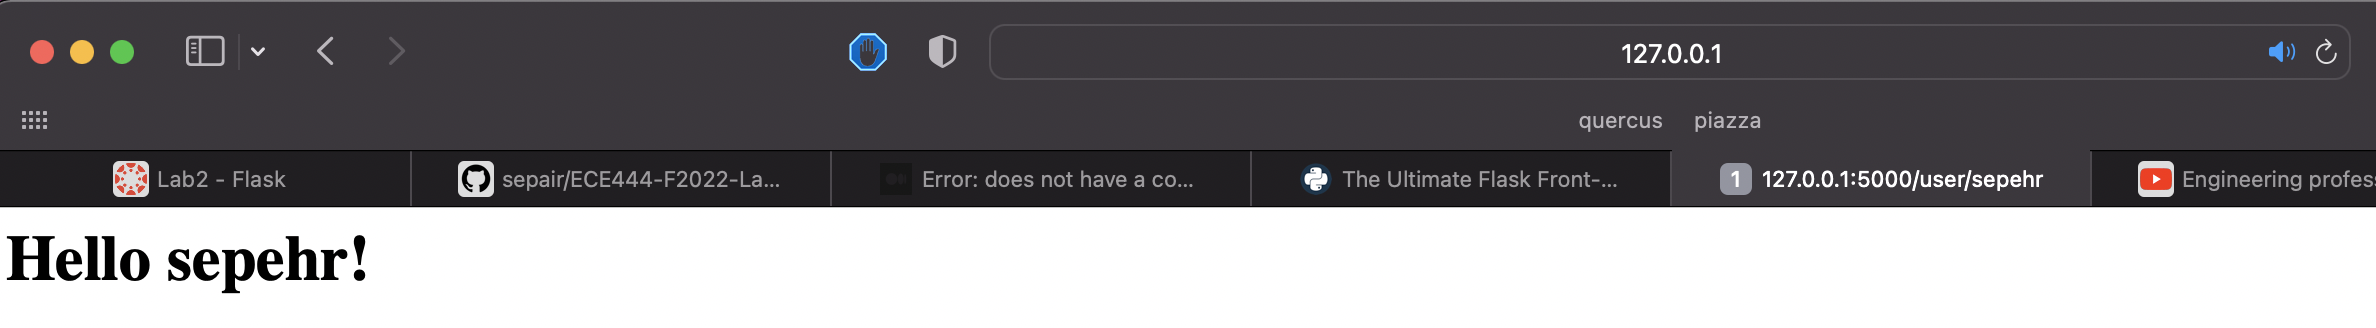 127.0.0.1
quercus piazza
Lab2 - Flask
sepair/ECE444-F2022-La...
Error: does not have a co...
The Ultimate Flask Front-...
1 127.0.0.1:5000/user/sepehr
Engineering profes
Hello sepehr!